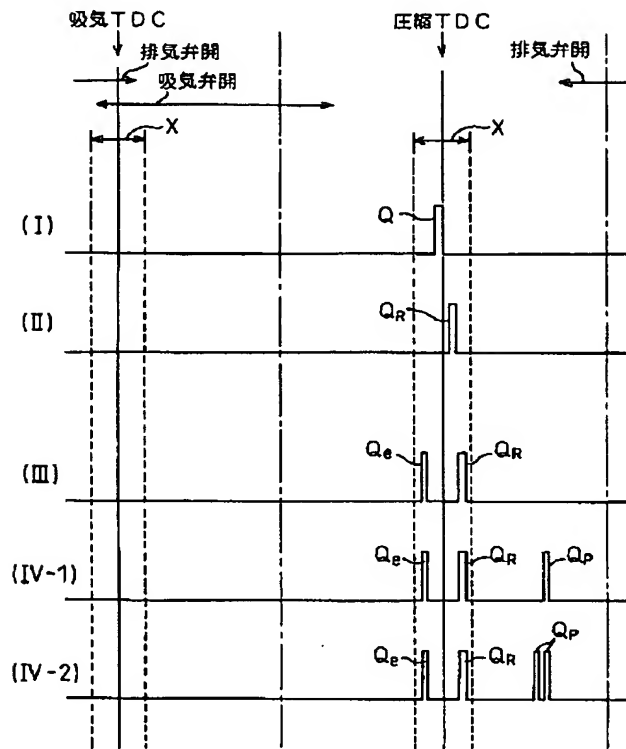 吸気TDC 圧縮TDC
排気弁開 排気弁開
吸気弁開
X X
(I) Q
(II) QR
(III) Qe QR
(IV-1) Qe QR QP
(IV-2) Qe QR QP